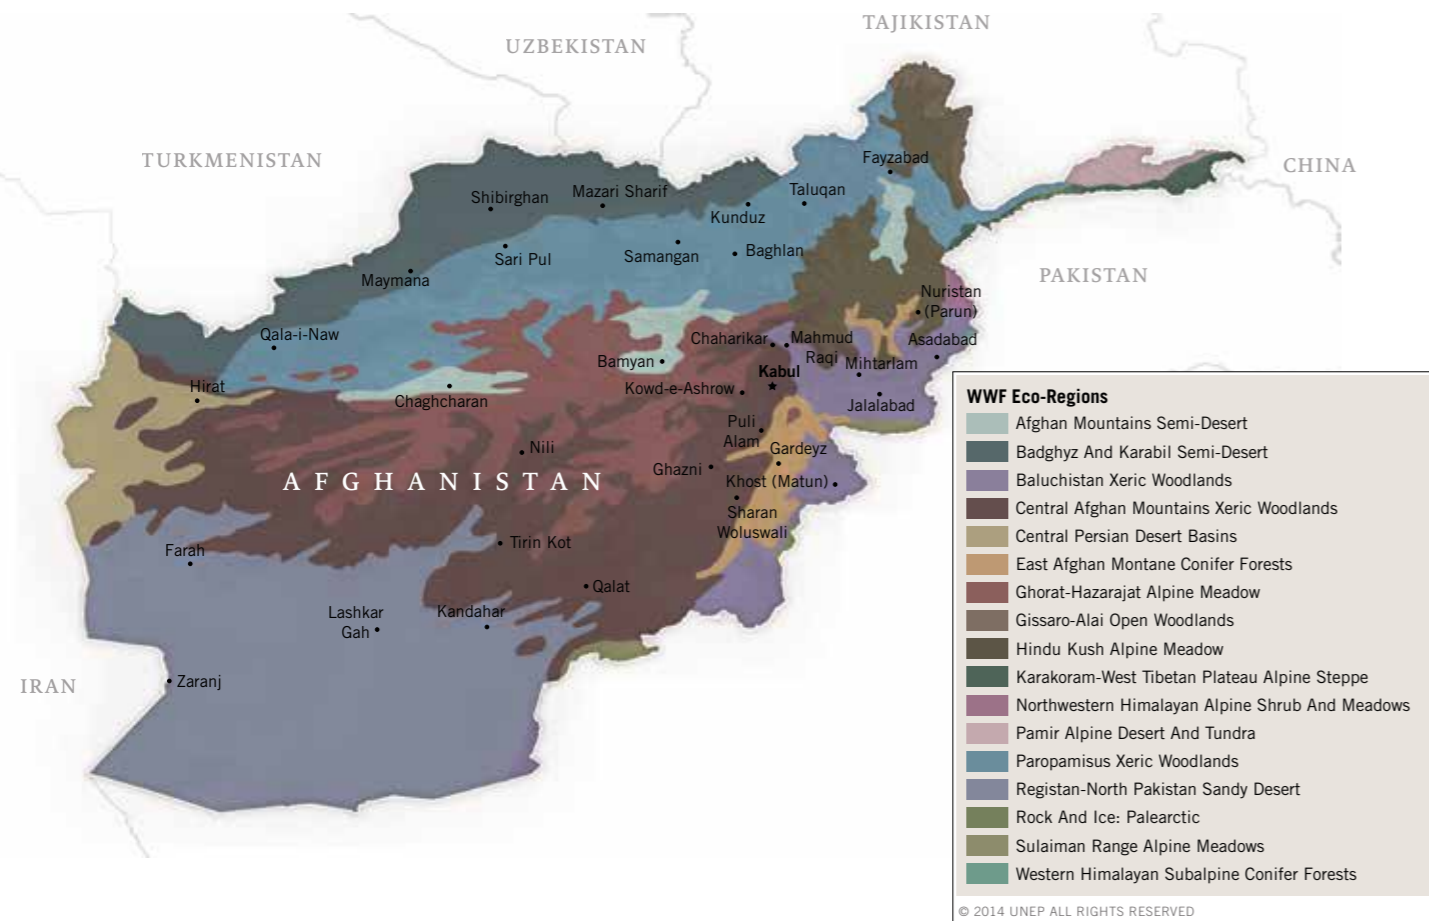 TAJIKISTAN
UZBEKISTAN
TURKMENISTAN
CHINA
PAKISTAN
IRAN
AFGHANISTAN
Fayzabad
Shibirghan
Mazari Sharif
Taluqan
Kunduz
Sari Pul
Samangan
Baghlan
Maymana
Nuristan
(Parun)
Qala-i-Naw
Chaharikar
Mahmud
Raqi
Asadabad
Bamyan
Mihtarlam
Kabul
Hirat
Chaghcharan
Kowd-e-Ashrow
Jalalabad
Puli
Alam
Gardeyz
Nili
Ghazni
Khost (Matun)
Sharan
Woluswali
Farah
Tirin Kot
Qalat
Lashkar
Gah
Kandahar
Zaranj
WWF Eco-Regions
Afghan Mountains Semi-Desert
Badghyz And Karabil Semi-Desert
Baluchistan Xeric Woodlands
Central Afghan Mountains Xeric Woodlands
Central Persian Desert Basins
East Afghan Montane Conifer Forests
Ghorat-Hazarajat Alpine Meadow
Gissaro-Alai Open Woodlands
Hindu Kush Alpine Meadow
Karakoram-West Tibetan Plateau Alpine Steppe
Northwestern Himalayan Alpine Shrub And Meadows
Pamir Alpine Desert And Tundra
Paropamisus Xeric Woodlands
Registan-North Pakistan Sandy Desert
Rock And Ice: Palearctic
Sulaiman Range Alpine Meadows
Western Himalayan Subalpine Conifer Forests
© 2014 UNEP ALL RIGHTS RESERVED